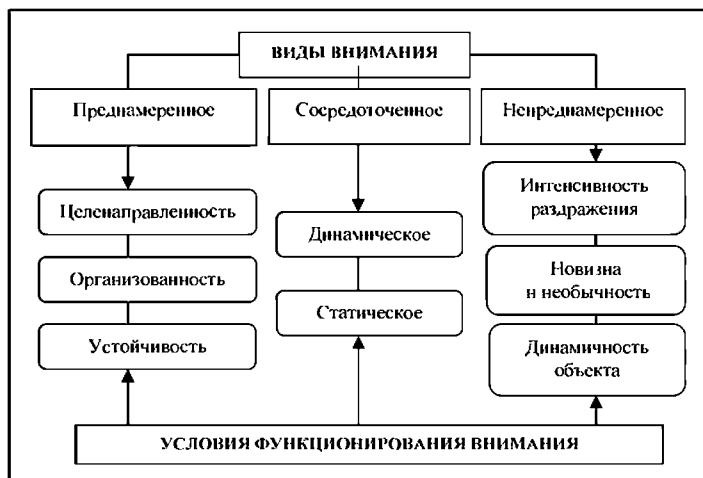 ВИДЫ ВНИМАНИЯ
Преднамеренное
Сосредоточенное
Непреднамеренное
Целенаправленность
Организованность
Устойчивость
Динамическое
Статическое
Интенсивность
раздражения
Новизна
и необычность
Динамичность
объекта
УСЛОВИЯ ФУНКЦИОНИРОВАНИЯ ВНИМАНИЯ